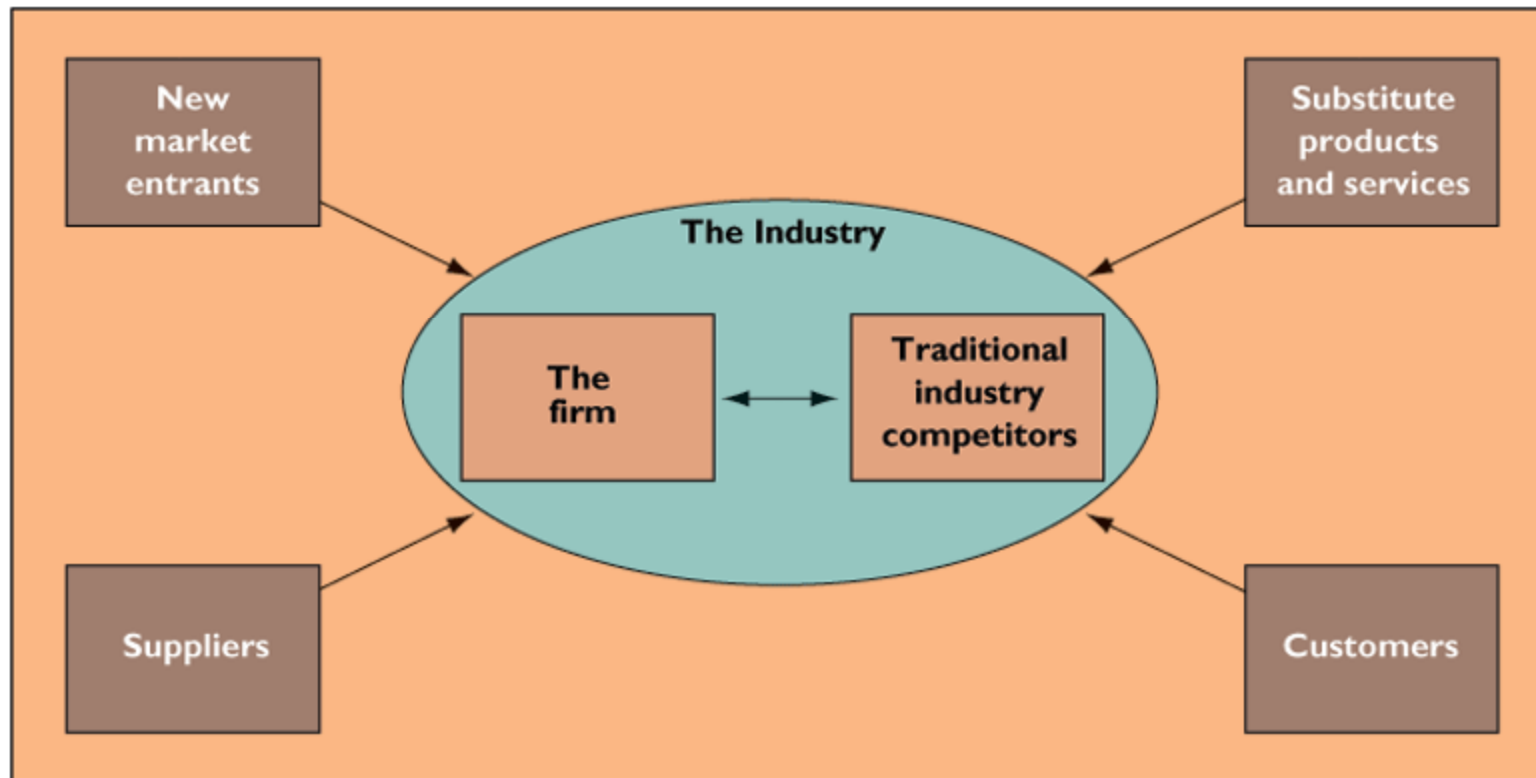 New
market
entrants
Substitute
products
and services
The Industry
The
firm
Traditional
industry
competitors
Suppliers
Customers